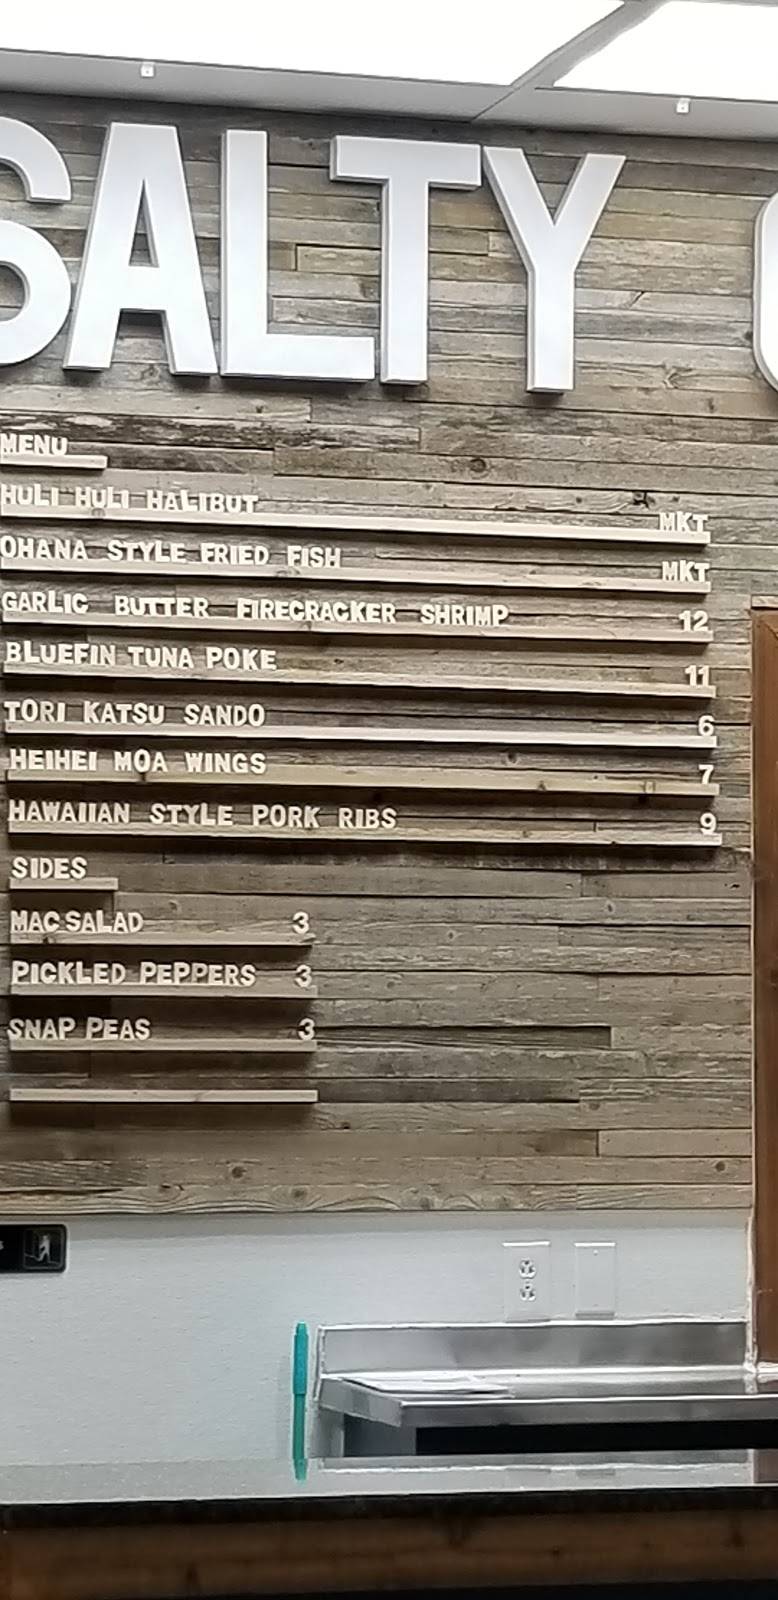 SALTY
MENU
HULI HULI HALIBUT MKT
OHANA STYLE FRIED FISH MKT
GARLIC BUTTER FIRECRACKER SHRIMP 12
BLUEFIN TUNA POKE 11
TORI KATSU SANDO 6
HEIHEI MOA WINGS 7
HAWAIIAN STYLE PORK RIBS 9
SIDES
MAC SALAD 3
PICKLED PEPPERS 3
SNAP PEAS 3